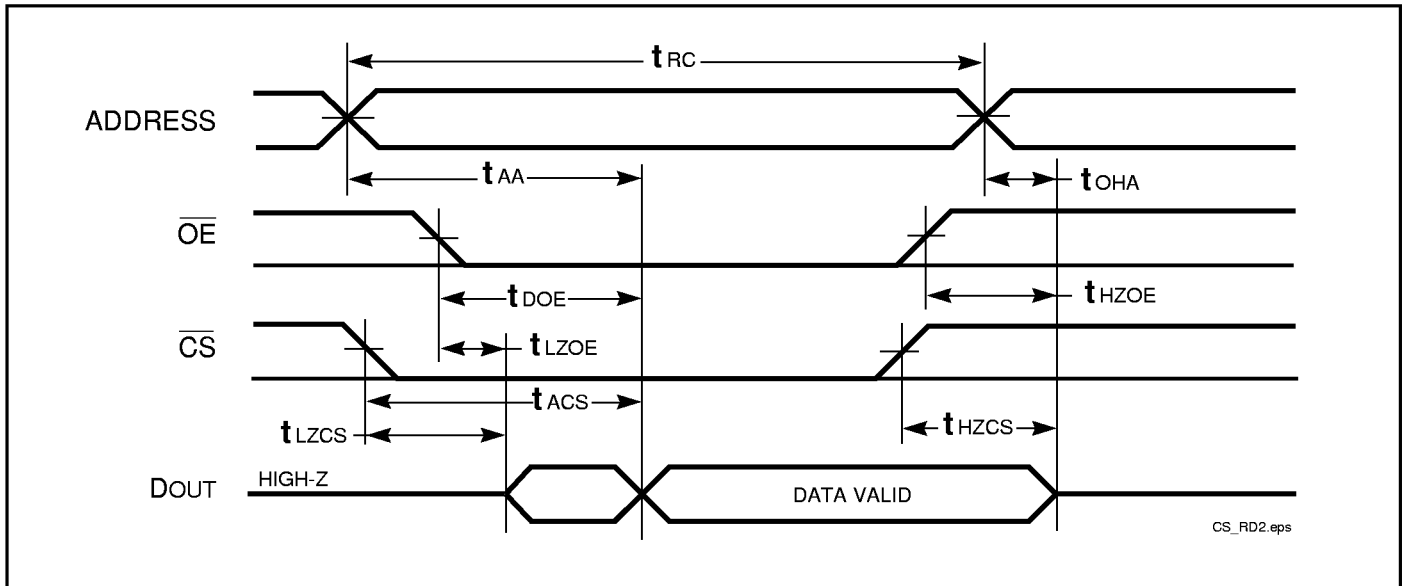 tRC
ADDRESS
tAA
tOHA
OE
tDOE
tHZOE
CS
tLZOE
tACS
tLZCS
tHZCS
DOUT
HIGH-Z
DATA VALID
CS_RD2.eps